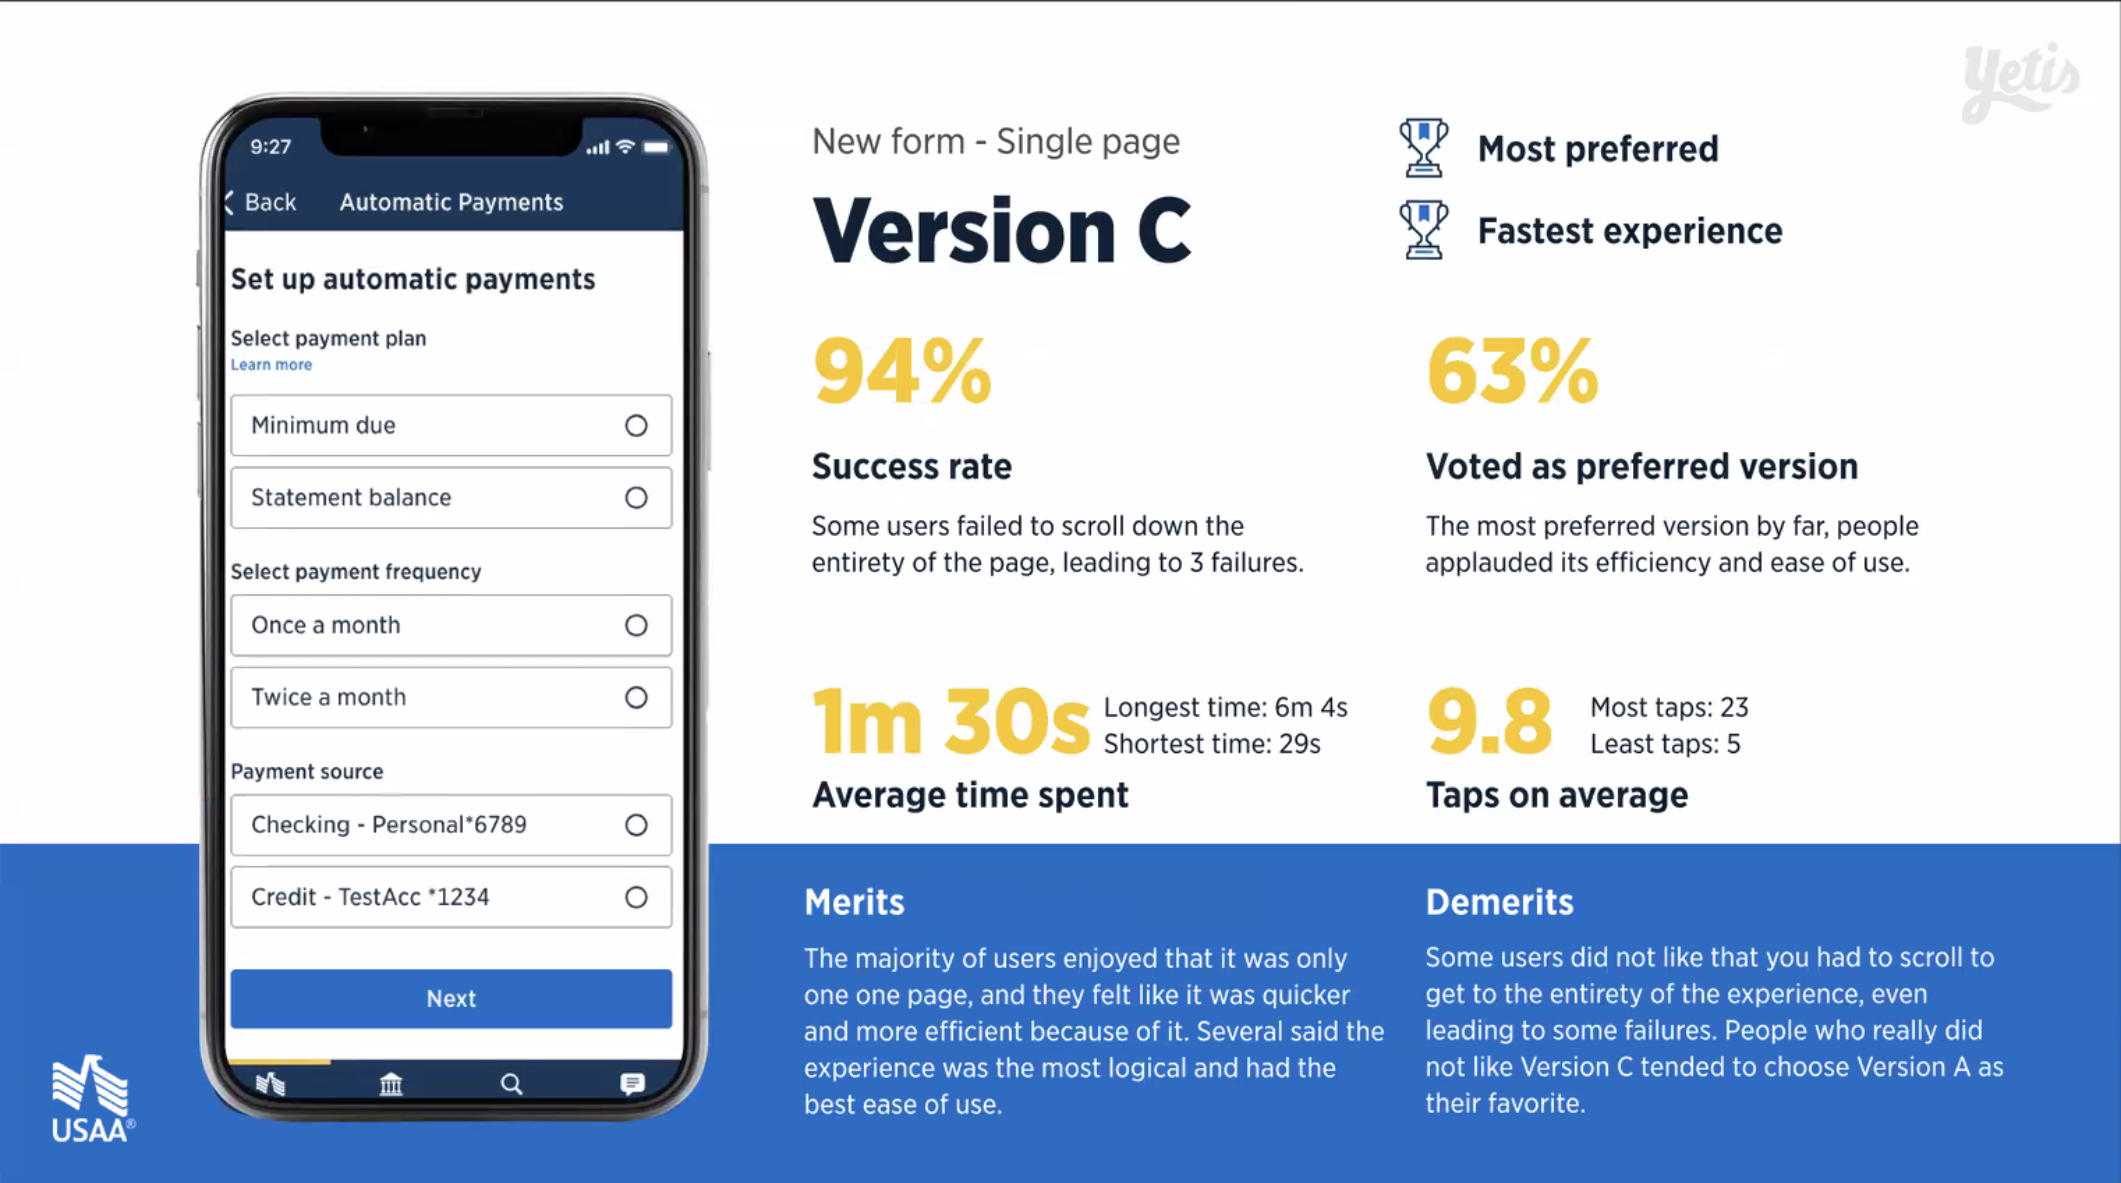 Yetis
9:27
Back
Automatic Payments
Set up automatic payments
Select payment plan
Learn more
Minimum due
Statement balance
Select payment frequency
Once a month
Twice a month
Payment source
Checking - Personal*6789
Credit - TestAcc *1234
Next
USAA®
New form - Single page
Version C
Most preferred
Fastest experience
94%
Success rate
Some users failed to scroll down the
entirety of the page, leading to 3 failures.
63%
Voted as preferred version
The most preferred version by far, people
applauded its efficiency and ease of use.
1m 30s
Longest time: 6m 4s
Shortest time: 29s
Average time spent
9.8
Most taps: 23
Least taps: 5
Taps on average
Merits
The majority of users enjoyed that it was only
one one page, and they felt like it was quicker
and more efficient because of it. Several said the
experience was the most logical and had the
best ease of use.
Demerits
Some users did not like that you had to scroll to
get to the entirety of the experience, even
leading to some failures. People who really did
not like Version C tended to choose Version A as
their favorite.